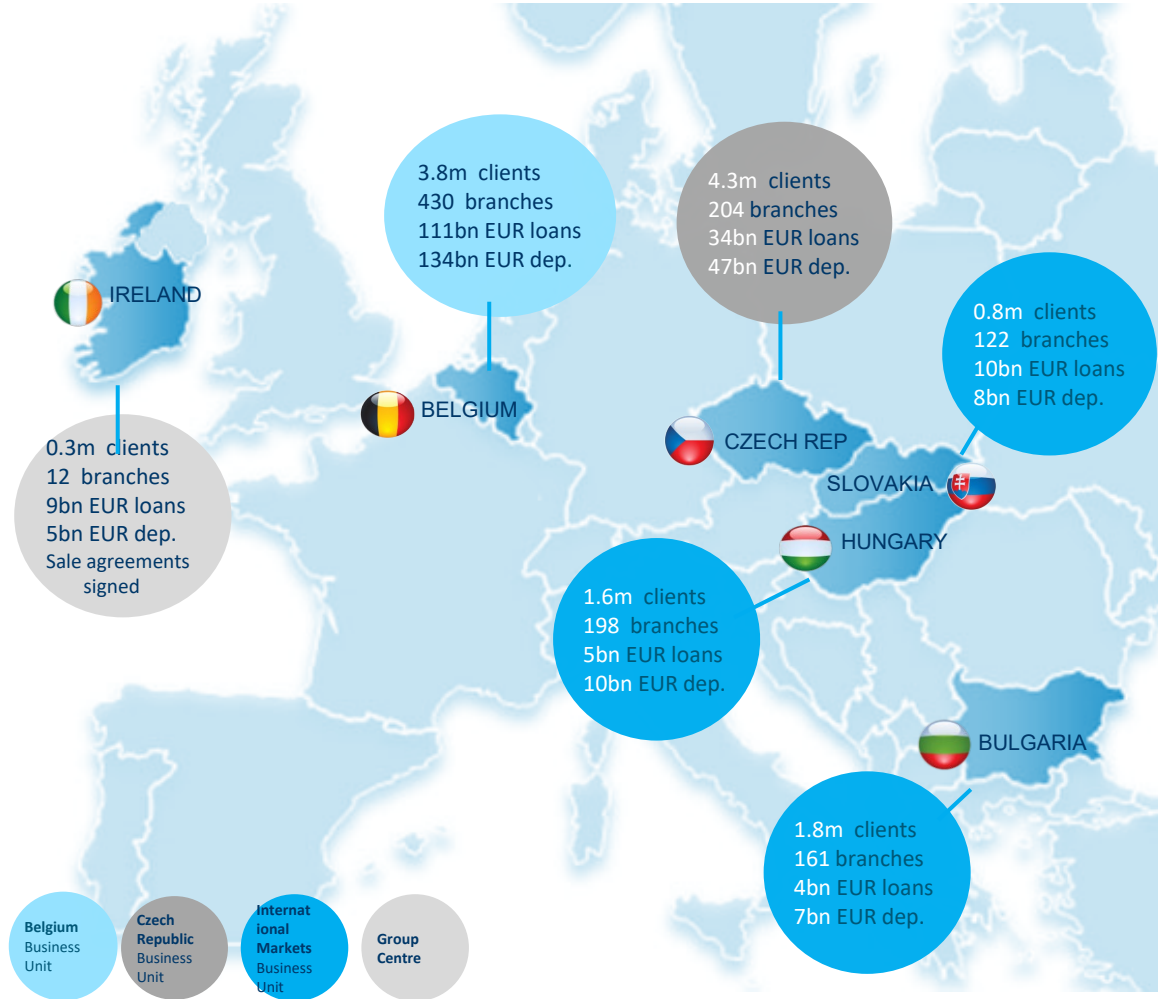 3.8m clients
430 branches
111bn EUR loans
134bn EUR dep.
4.3m clients
204 branches
34bn EUR loans
47bn EUR dep.
0.8m clients
122 branches
10bn EUR loans
8bn EUR dep.
IRELAND
BELGIUM
CZECH REP
SLOVAKIA
HUNGARY
0.3m clients
12 branches
9bn EUR loans
5bn EUR dep.
Sale agreements
signed
1.6m clients
198 branches
5bn EUR loans
10bn EUR dep.
BULGARIA
1.8m clients
161 branches
4bn EUR loans
7bn EUR dep.
Belgium
Business
Unit
Czech
Republic
Business
Unit
Internat
ional
Markets
Business
Unit
Group
Centre